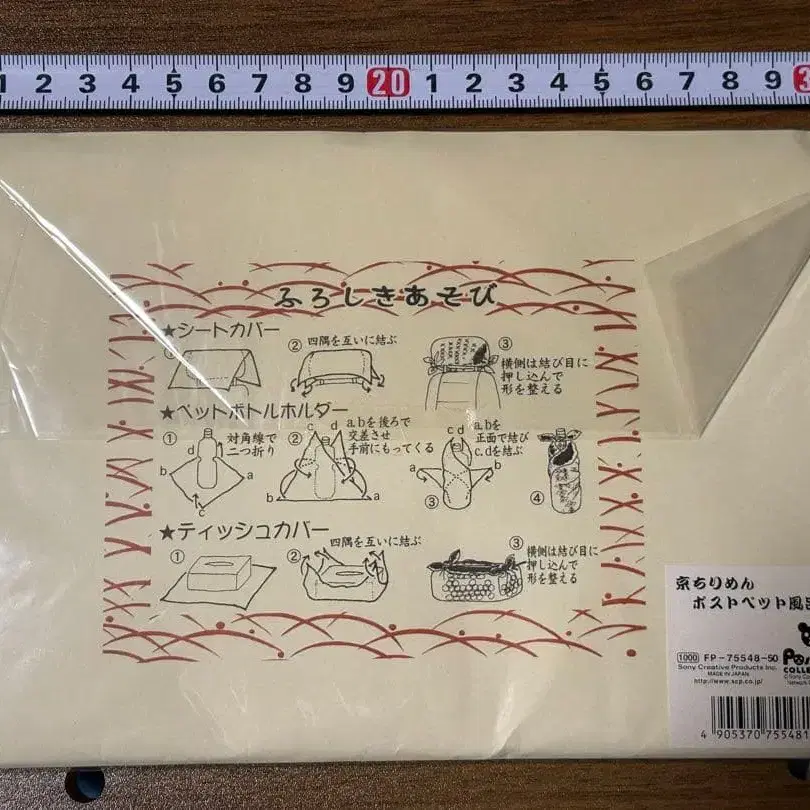 1 2 3 4 5 6 7 8 9 20 1 2 3 4 5 6 7 8 9 3
ふろしきあそび
★シートカバー
①
② 四隅を互いに結ぶ
③
横側は結び目に
押し込んで
形を整える
★ペットボトルホルダー
①
対角線で
二つ折り
d
b
a
c
②
a.bを後ろで
交差させ
手前にもってくる
c d
b
a
③
c d
a.bを
正面で結び
c.dを結ぶ
b
a
④
★ティッシュカバー
①
②
四隅を互いに結ぶ
③
横側は結び目に
押し込んで
形を整える
京ちりめん
ポストペット風
1000 FP-75548-50
Sony Creative Products Inc.
MADE IN JAPAN
http://www.scp.co.jp/
4 905370 755481